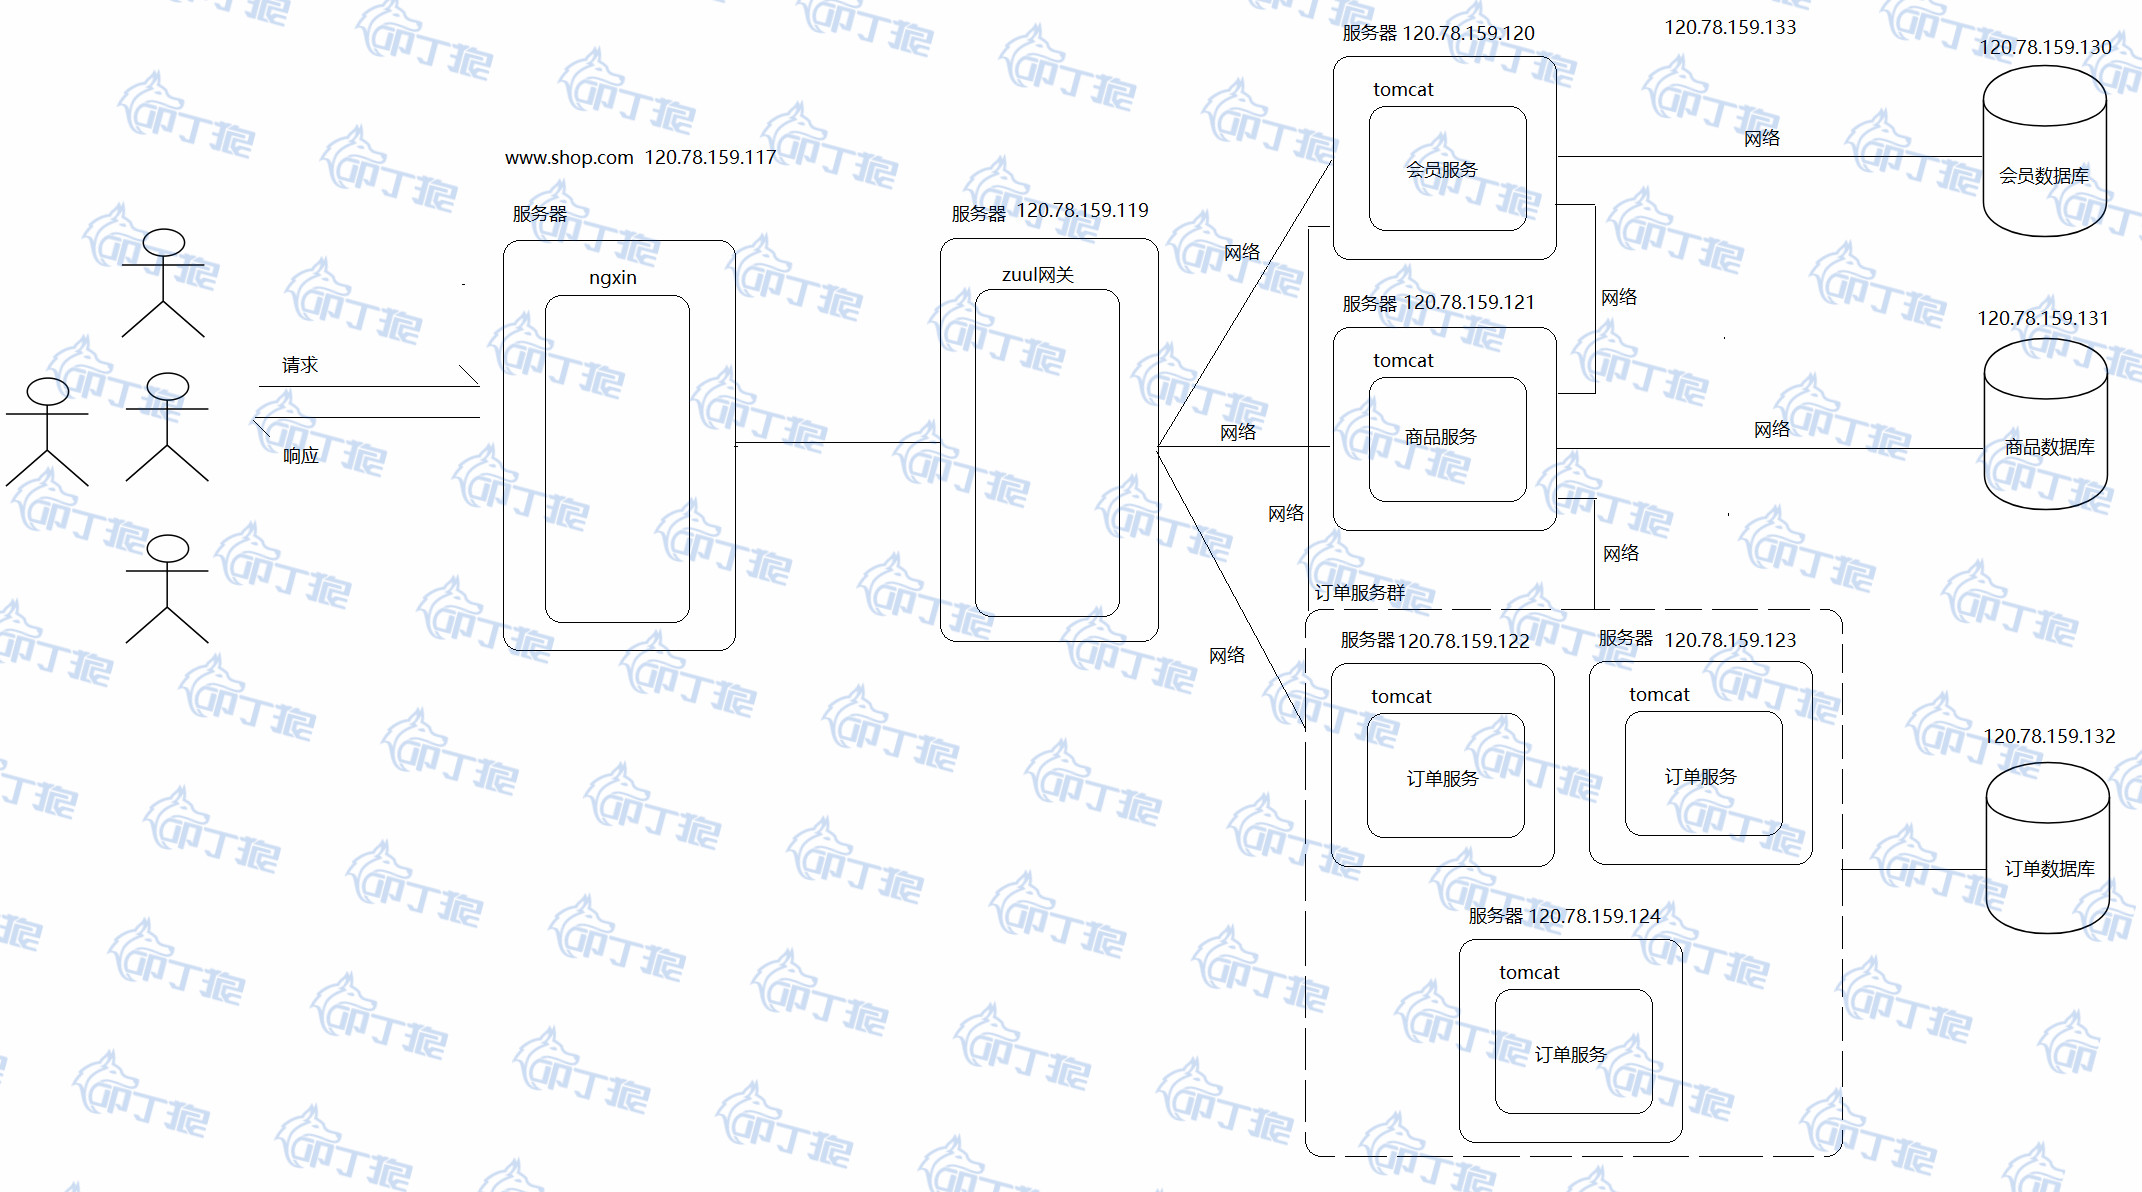 www.shop.com 120.78.159.117
服务器
ngxin
请求
响应
服务器 120.78.159.119
zuul网关
网络
网络
网络
网络
服务器 120.78.159.120
tomcat
会员服务
120.78.159.133
网络
120.78.159.130
会员数据库
网络
服务器 120.78.159.121
tomcat
商品服务
网络
120.78.159.131
商品数据库
网络
订单服务群
服务器120.78.159.122
tomcat
订单服务
服务器 120.78.159.123
tomcat
订单服务
服务器 120.78.159.124
tomcat
订单服务
120.78.159.132
订单数据库